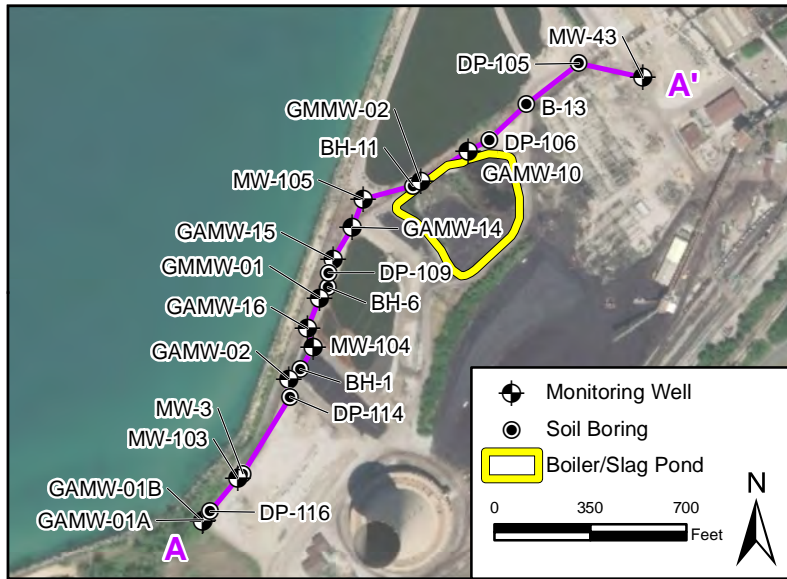 MW-43
DP-105
A'
GMMW-02
B-13
BH-11
DP-106
GAMW-10
MW-105
GAMW-14
GAMW-15
DP-109
GMMW-01
BH-6
GAMW-16
MW-104
GAMW-02
BH-1
DP-114
MW-3
MW-103
GAMW-01B
DP-116
GAMW-01A
A
Monitoring Well
Soil Boring
Boiler/Slag Pond
N
0 350 700
Feet